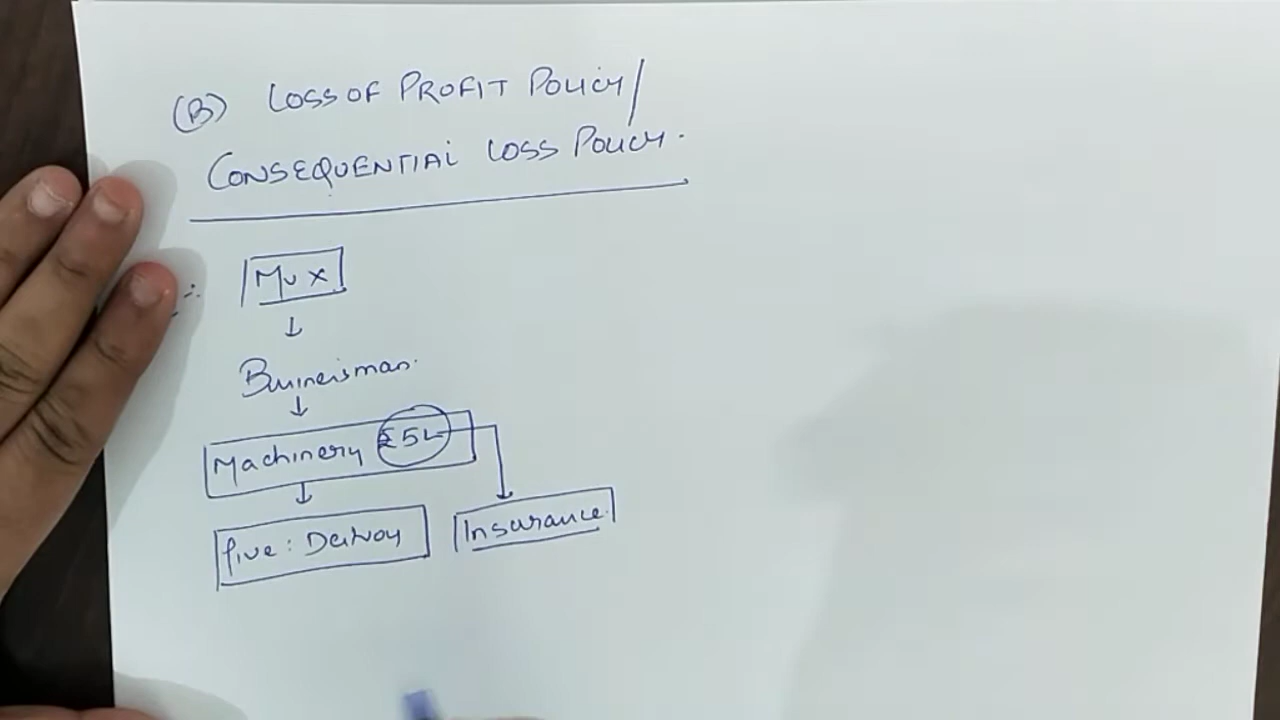 (B) LOSS OF PROFIT POLICY/
CONSEQUENTIAL LOSS POLICY.
Mr X
Businessman.
Machinery ₹5L
fire: Destroy
Insurance.